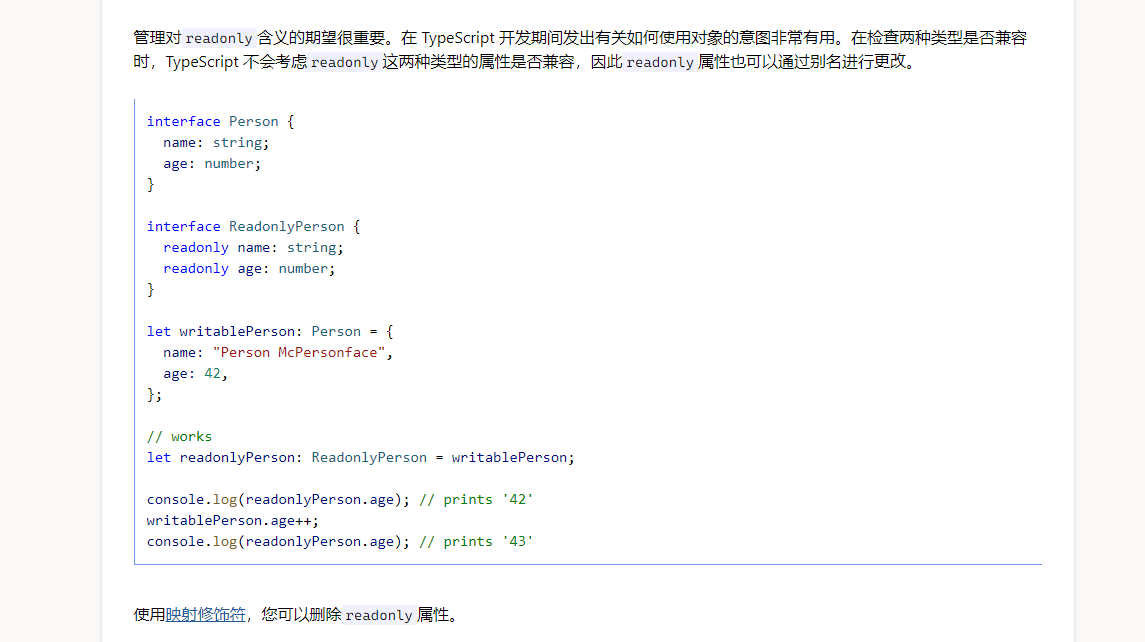 管理对 readonly 含义的期望很重要。在 TypeScript 开发期间发出有关如何使用对象的意图非常有用。在检查两种类型是否兼容
时，TypeScript 不会考虑 readonly 这两种类型的属性是否兼容，因此 readonly 属性也可以通过别名进行更改。
interface Person {
  name: string;
  age: number;
}
interface ReadonlyPerson {
  readonly name: string;
  readonly age: number;
}
let writablePerson: Person = {
  name: "Person McPersonface",
  age: 42,
};
// works
let readonlyPerson: ReadonlyPerson = writablePerson;
console.log(readonlyPerson.age); // prints '42'
writablePerson.age++;
console.log(readonlyPerson.age); // prints '43'
使用映射修饰符，您可以删除 readonly 属性。